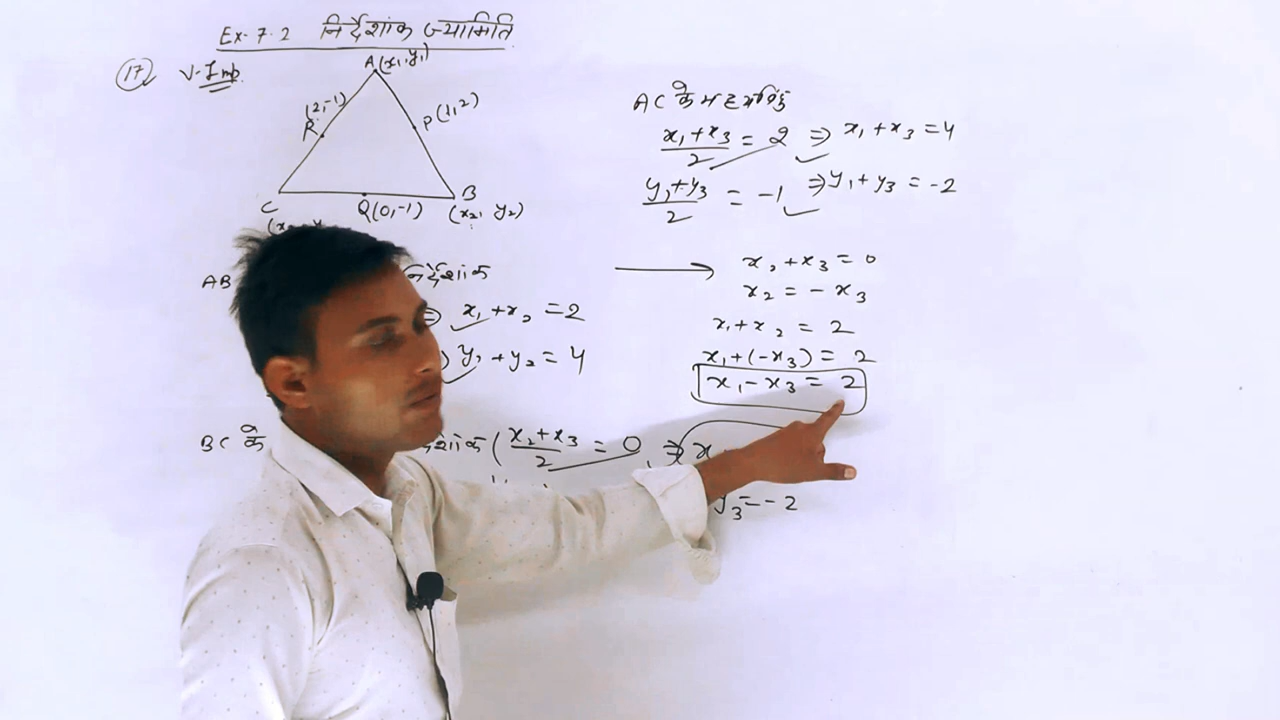 Ex. 7.2 निर्देशांक ज्यामिति
17 V-Imp.
A(x₁, y₁)
(2,-1)
R
P(1,2)
C
Q(0,-1)
B
(x₂, y₂)
AB
निर्देशांक
⇒ x₁ + x₂ = 2
y₁ + y₂ = 4
BC के
(x₂ + x₃)/2 = 0 ⇒ x
y₃ = -2
AC के मध्यबिंदु
(x₁ + x₃)/2 = 2 ⇒ x₁ + x₃ = 4
(y₁ + y₃)/2 = -1 ⇒ y₁ + y₃ = -2
x₂ + x₃ = 0
x₂ = - x₃
x₁ + x₂ = 2
x₁ + (-x₃) = 2
x₁ - x₃ = 2